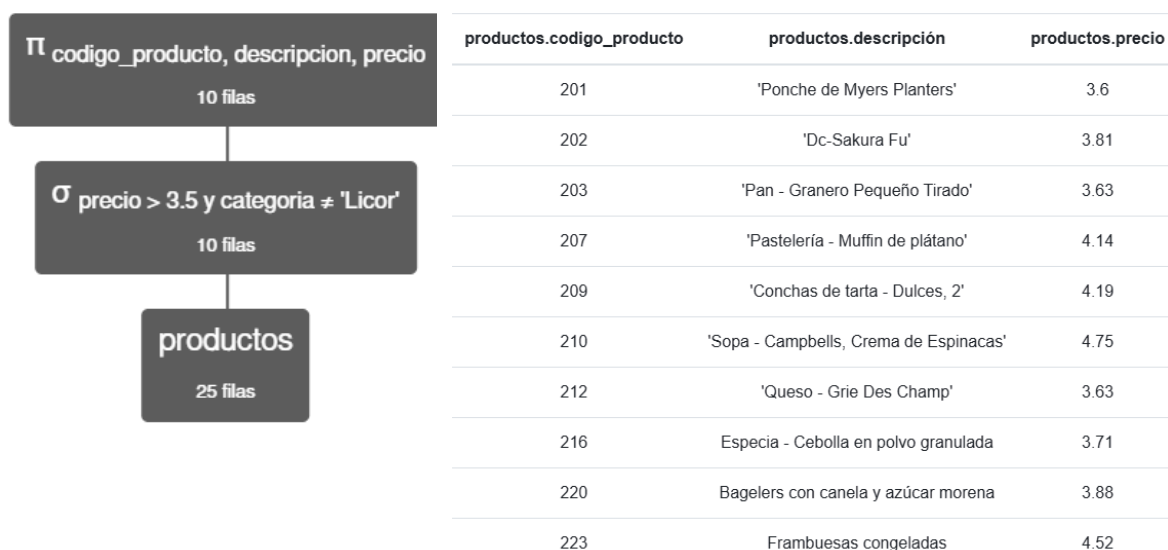 π codigo_producto, descripcion, precio
10 filas
σ precio > 3.5 y categoria ≠ 'Licor'
10 filas
productos
25 filas
productos.codigo_producto productos.descripción productos.precio
201 'Ponche de Myers Planters' 3.6
202 'Dc-Sakura Fu' 3.81
203 'Pan - Granero Pequeño Tirado' 3.63
207 'Pastelería - Muffin de plátano' 4.14
209 'Conchas de tarta - Dulces, 2' 4.19
210 'Sopa - Campbells, Crema de Espinacas' 4.75
212 'Queso - Grie Des Champ' 3.63
216 Especia - Cebolla en polvo granulada 3.71
220 Bagelers con canela y azúcar morena 3.88
223 Frambuesas congeladas 4.52